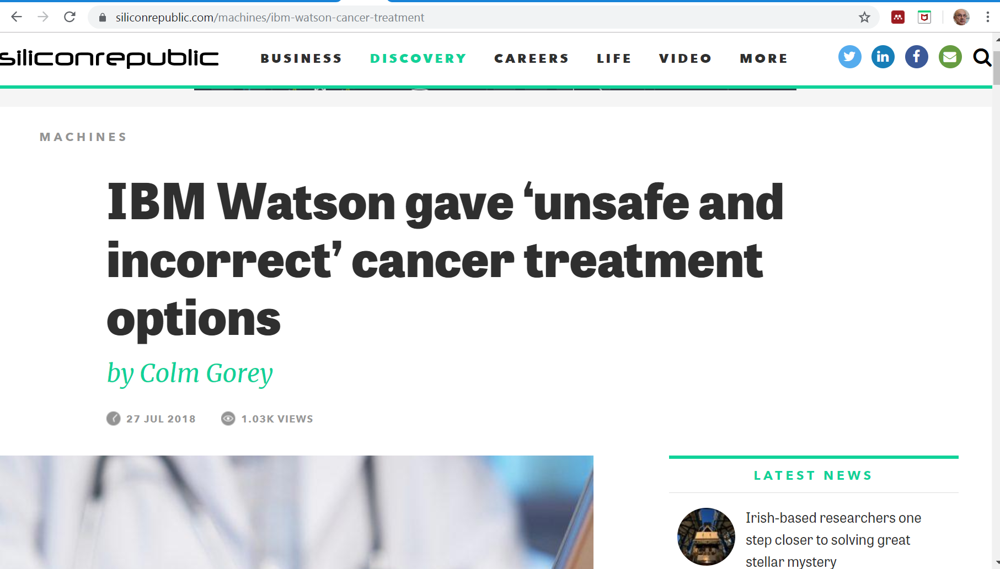 siliconrepublic.com/machines/ibm-watson-cancer-treatment
siliconrepublic
BUSINESS DISCOVERY CAREERS LIFE VIDEO MORE
MACHINES
IBM Watson gave ‘unsafe and
incorrect’ cancer treatment
options
by Colm Gorey
27 JUL 2018 1.03K VIEWS
LATEST NEWS
Irish-based researchers one
step closer to solving great
stellar mystery